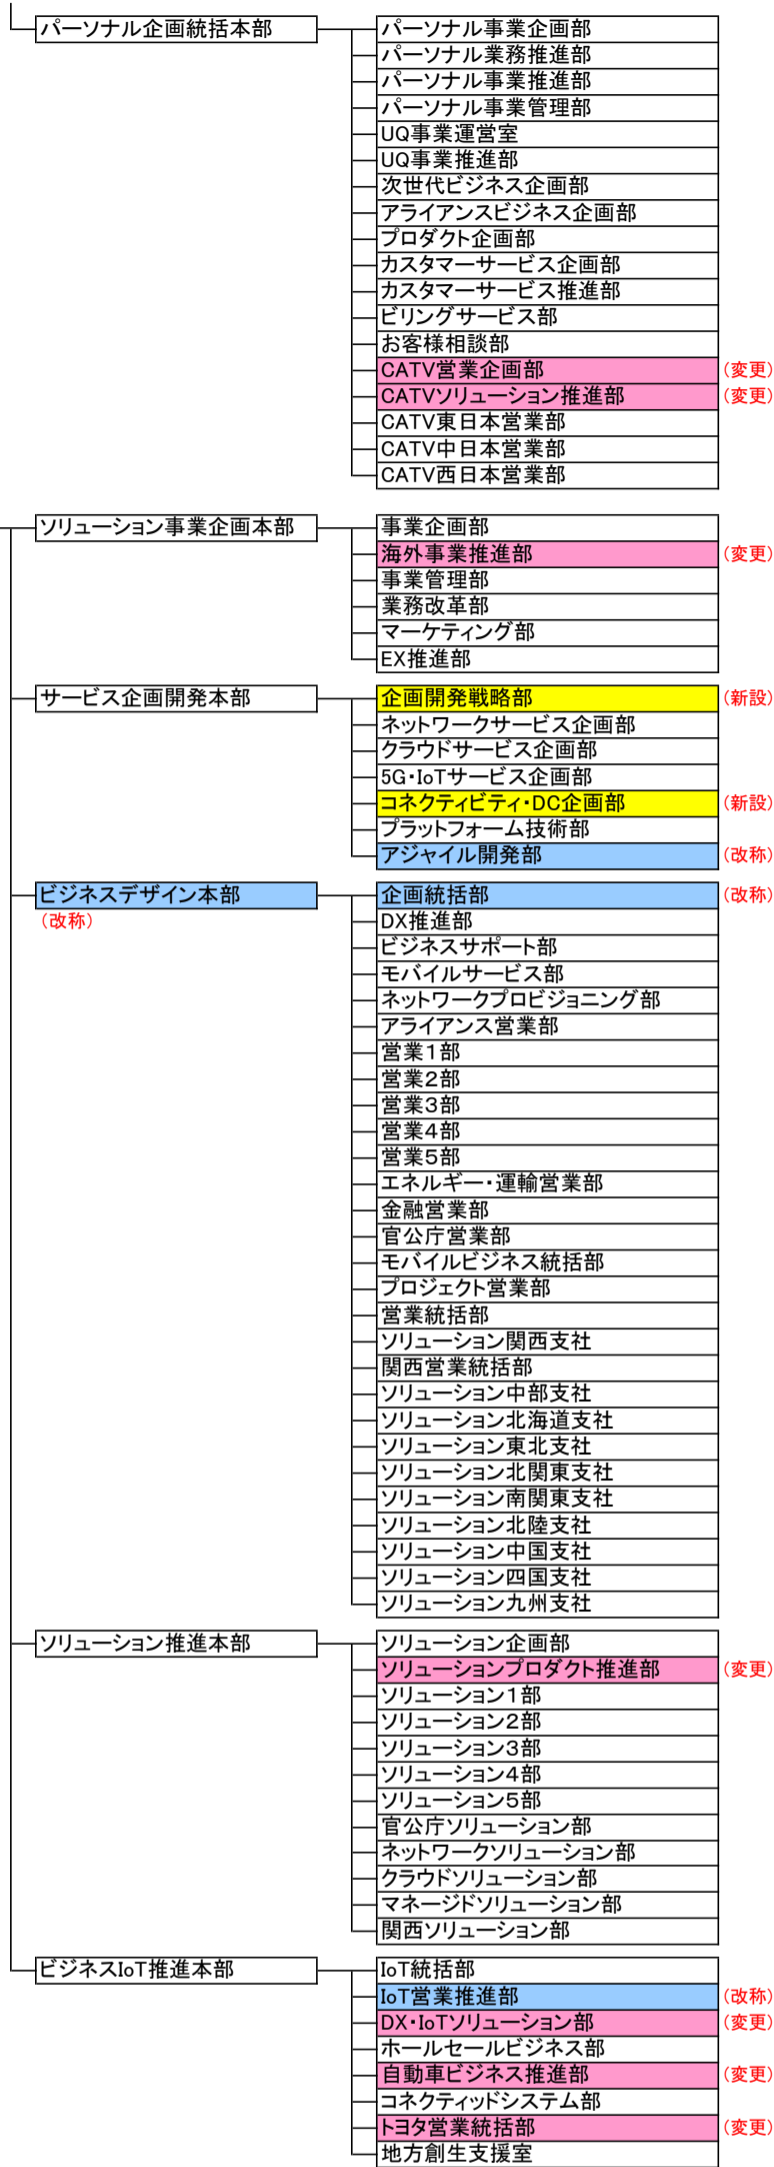 パーソナル企画統括本部 パーソナル事業企画部
パーソナル業務推進部
パーソナル事業推進部
パーソナル事業管理部
UQ事業運営室
UQ事業推進部
次世代ビジネス企画部
アライアンスビジネス企画部
プロダクト企画部
カスタマーサービス企画部
カスタマーサービス推進部
ビリングサービス部
お客様相談部
CATV営業企画部 (変更)
CATVソリューション推進部 (変更)
CATV東日本営業部
CATV中日本営業部
CATV西日本営業部
ソリューション事業企画本部 事業企画部
海外事業推進部 (変更)
事業管理部
業務改革部
マーケティング部
EX推進部
サービス企画開発本部 企画開発戦略部 (新設)
ネットワークサービス企画部
クラウドサービス企画部
5G・IoTサービス企画部
コネクティビティ・DC企画部 (新設)
プラットフォーム技術部
アジャイル開発部 (改称)
ビジネスデザイン本部 企画統括部 (改称)
(改称) DX推進部
ビジネスサポート部
モバイルサービス部
ネットワークプロビジョニング部
アライアンス営業部
営業1部
営業2部
営業3部
営業4部
営業5部
エネルギー・運輸営業部
金融営業部
官公庁営業部
モバイルビジネス統括部
プロジェクト営業部
営業統括部
ソリューション関西支社
関西営業統括部
ソリューション中部支社
ソリューション北海道支社
ソリューション東北支社
ソリューション北関東支社
ソリューション南関東支社
ソリューション北陸支社
ソリューション中国支社
ソリューション四国支社
ソリューション九州支社
ソリューション推進本部 ソリューション企画部
ソリューションプロダクト推進部 (変更)
ソリューション1部
ソリューション2部
ソリューション3部
ソリューション4部
ソリューション5部
官公庁ソリューション部
ネットワークソリューション部
クラウドソリューション部
マネージドソリューション部
関西ソリューション部
ビジネスIoT推進本部 IoT統括部
IoT営業推進部 (改称)
DX・IoTソリューション部 (変更)
ホールセールビジネス部
自動車ビジネス推進部 (変更)
コネクティッドシステム部
トヨタ営業統括部 (変更)
地方創生支援室